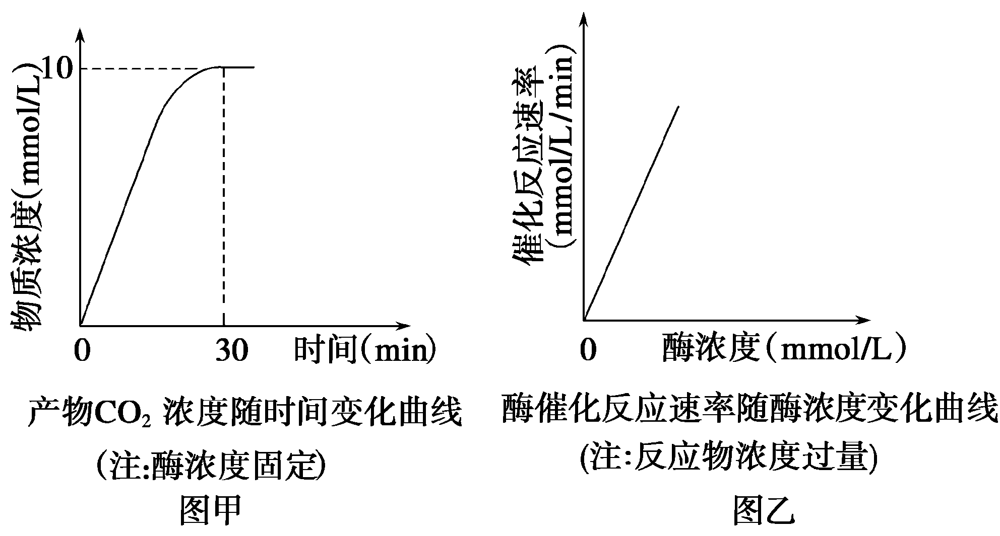 物质浓度(mmol/L)
10
0
30
时间(min)
产物CO₂ 浓度随时间变化曲线
(注:酶浓度固定)
图甲
催化反应速率
(mmol/L/min)
0
酶浓度(mmol/L)
酶催化反应速率随酶浓度变化曲线
(注:反应物浓度过量)
图乙